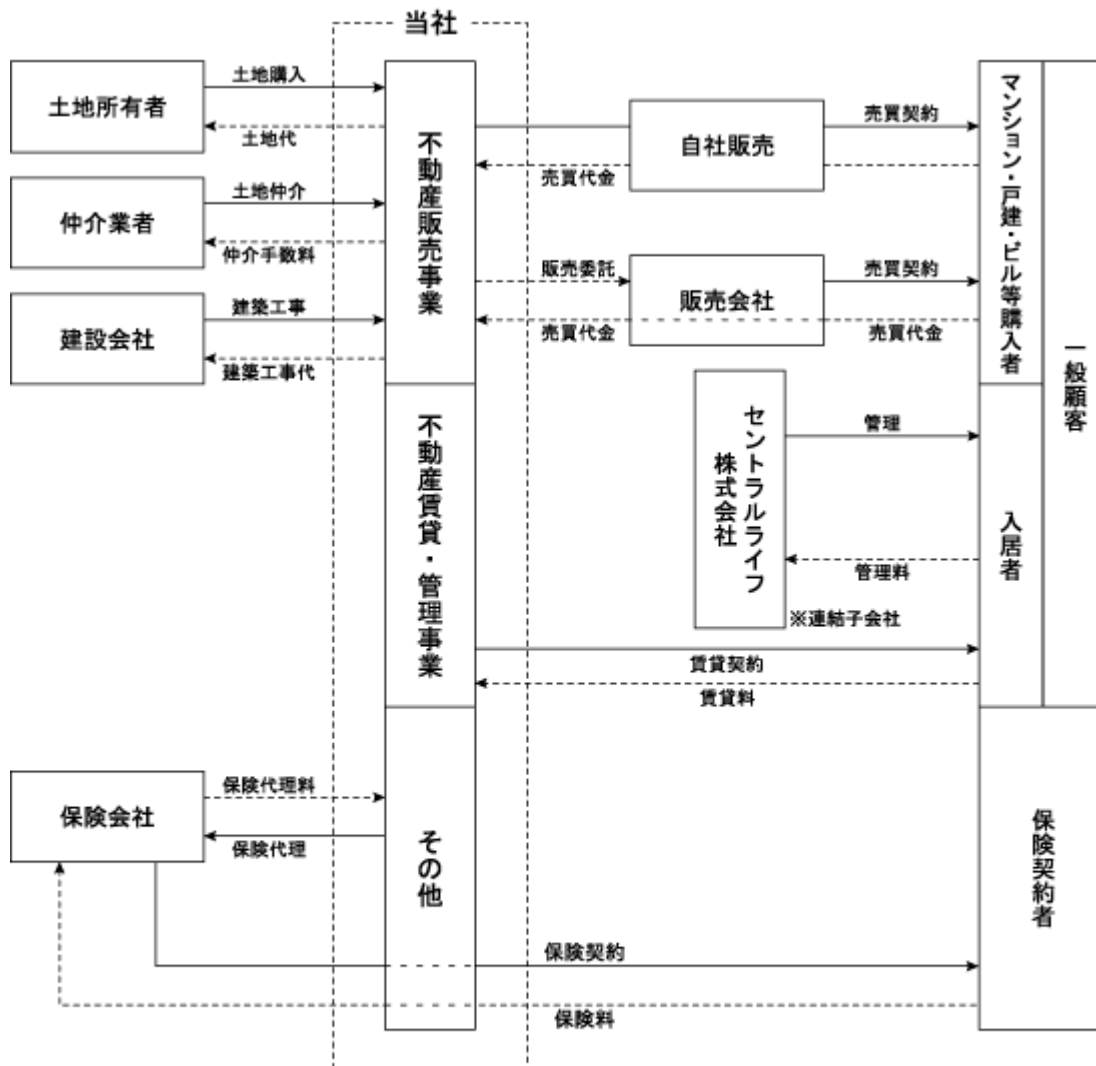 当社
土地所有者
土地購入
土地代
仲介業者
土地仲介
仲介手数料
建設会社
建築工事
建築工事代
不動産販売事業
自社販売
売買契約
売買代金
販売委託
販売会社
売買契約
売買代金
売買代金
マンション・戸建・ビル等購入者
一般顧客
不動産賃貸・管理事業
セントラルライフ
株式会社
※連結子会社
管理
管理料
賃貸契約
賃貸料
入居者
保険会社
保険代理料
保険代理
その他
保険契約
保険料
保険契約者